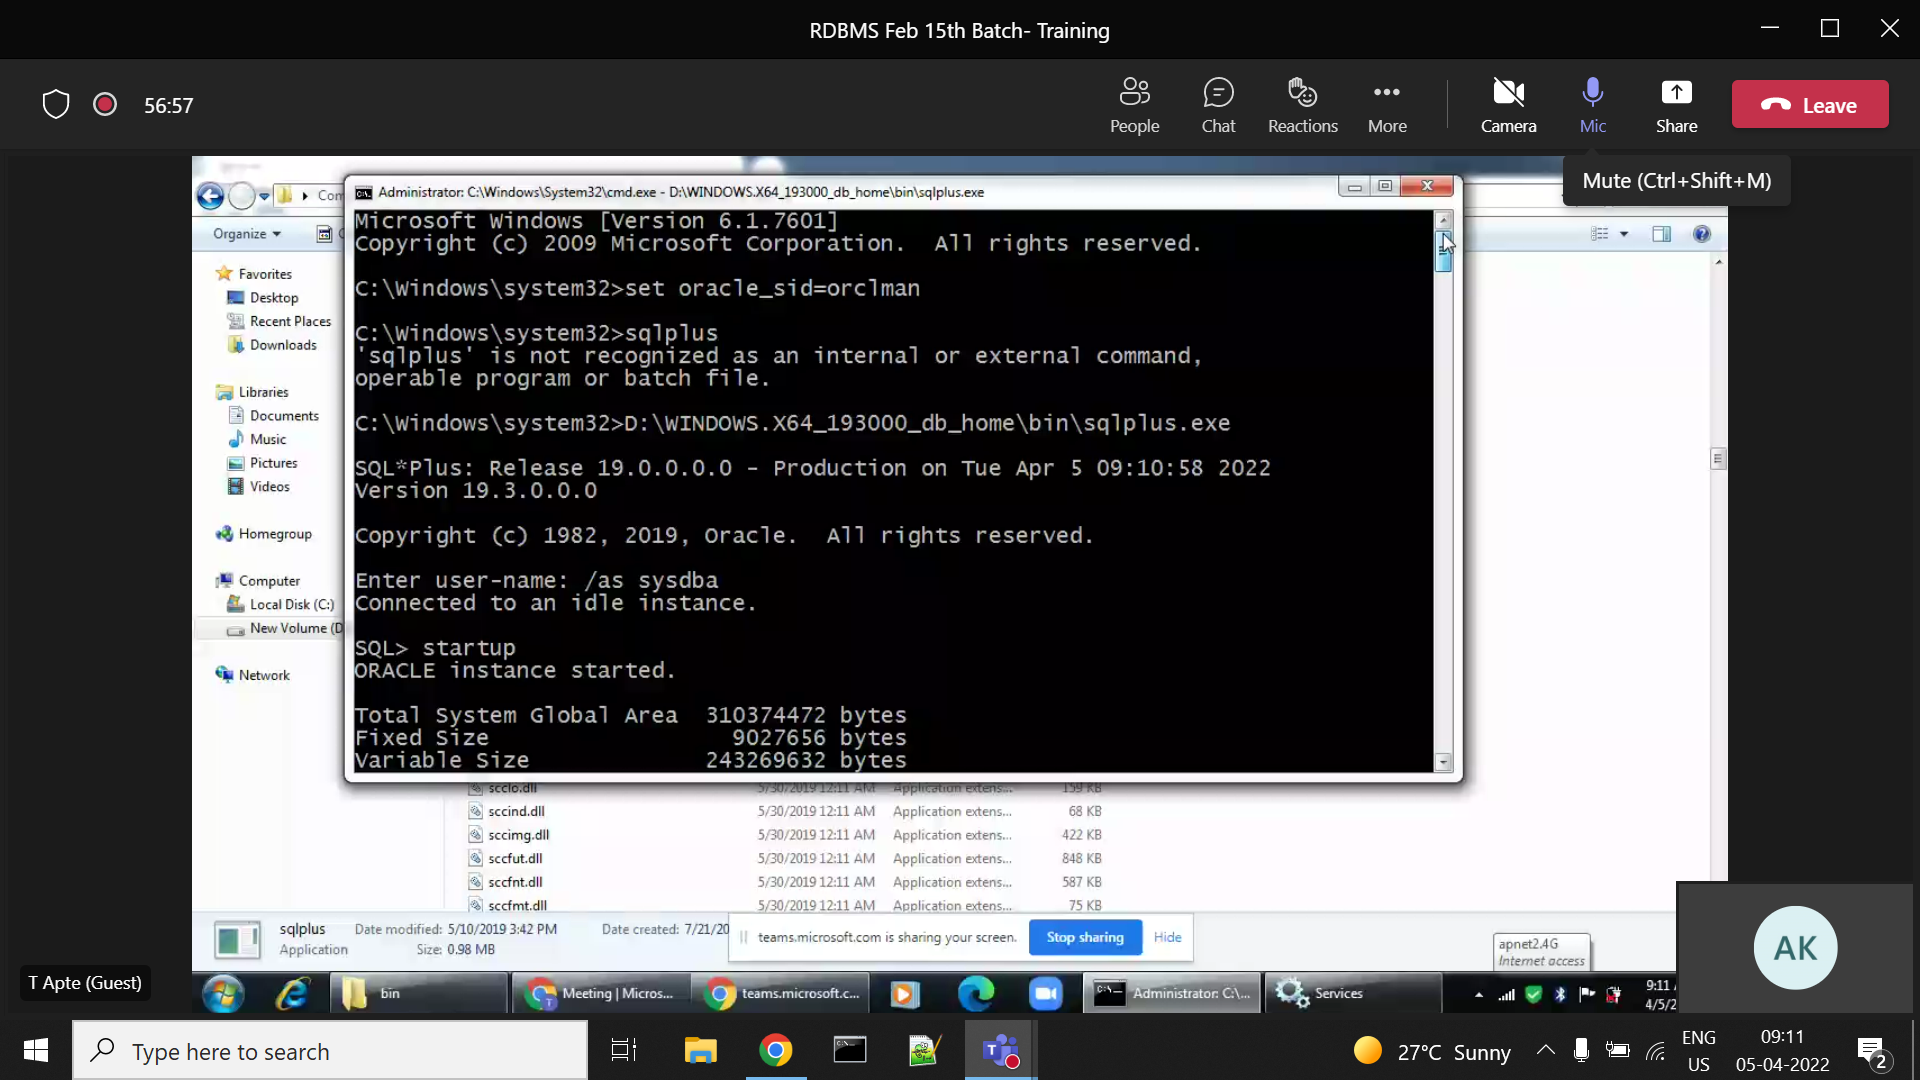 RDBMS Feb 15th Batch- Training
56:57
People
Chat
Reactions
More
Camera
Mic
Share
Leave
Mute (Ctrl+Shift+M)
Administrator: C:\Windows\System32\cmd.exe - D:\WINDOWS.X64_193000_db_home\bin\sqlplus.exe
Microsoft Windows [Version 6.1.7601]
Copyright (c) 2009 Microsoft Corporation.  All rights reserved.
C:\Windows\system32>set oracle_sid=orclman
C:\Windows\system32>sqlplus
'sqlplus' is not recognized as an internal or external command,
operable program or batch file.
C:\Windows\system32>D:\WINDOWS.X64_193000_db_home\bin\sqlplus.exe
SQL*Plus: Release 19.0.0.0.0 - Production on Tue Apr 5 09:10:58 2022
Version 19.3.0.0.0
Copyright (c) 1982, 2019, Oracle.  All rights reserved.
Enter user-name: /as sysdba
Connected to an idle instance.
SQL> startup
ORACLE instance started.
Total System Global Area  310374472 bytes
Fixed Size                  9027656 bytes
Variable Size             243269632 bytes
Com
Organize
Favorites
Desktop
Recent Places
Downloads
Libraries
Documents
Music
Pictures
Videos
Homegroup
Computer
Local Disk (C:)
New Volume (D
Network
scclo.dll 5/30/2019 12:11 AM Application extens... 159 KB
sccind.dll 5/30/2019 12:11 AM Application extens... 68 KB
sccimg.dll 5/30/2019 12:11 AM Application extens... 422 KB
sccfut.dll 5/30/2019 12:11 AM Application extens... 848 KB
sccfnt.dll 5/30/2019 12:11 AM Application extens... 587 KB
sccfmt.dll 5/30/2019 12:11 AM Application extens... 75 KB
sqlplus Date modified: 5/10/2019 3:42 PM Date created: 7/21/20
Application Size: 0.98 MB
teams.microsoft.com is sharing your screen. Stop sharing Hide
apnet2.4G
Internet access
AK
T Apte (Guest)
bin
Meeting | Micros...
teams.microsoft.c...
Administrator: C:\...
Services
9:11
4/5/2
Type here to search
27°C Sunny
ENG
US
09:11
05-04-2022
2